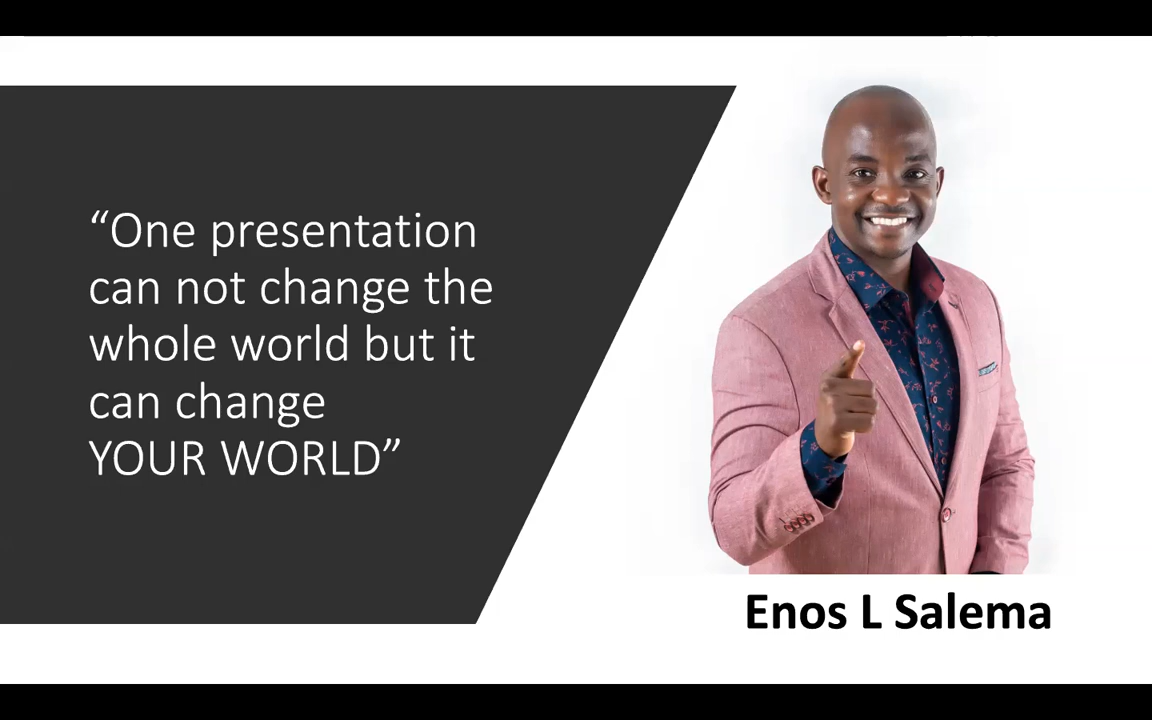 “One presentation
can not change the
whole world but it
can change
YOUR WORLD”
Enos L Salema